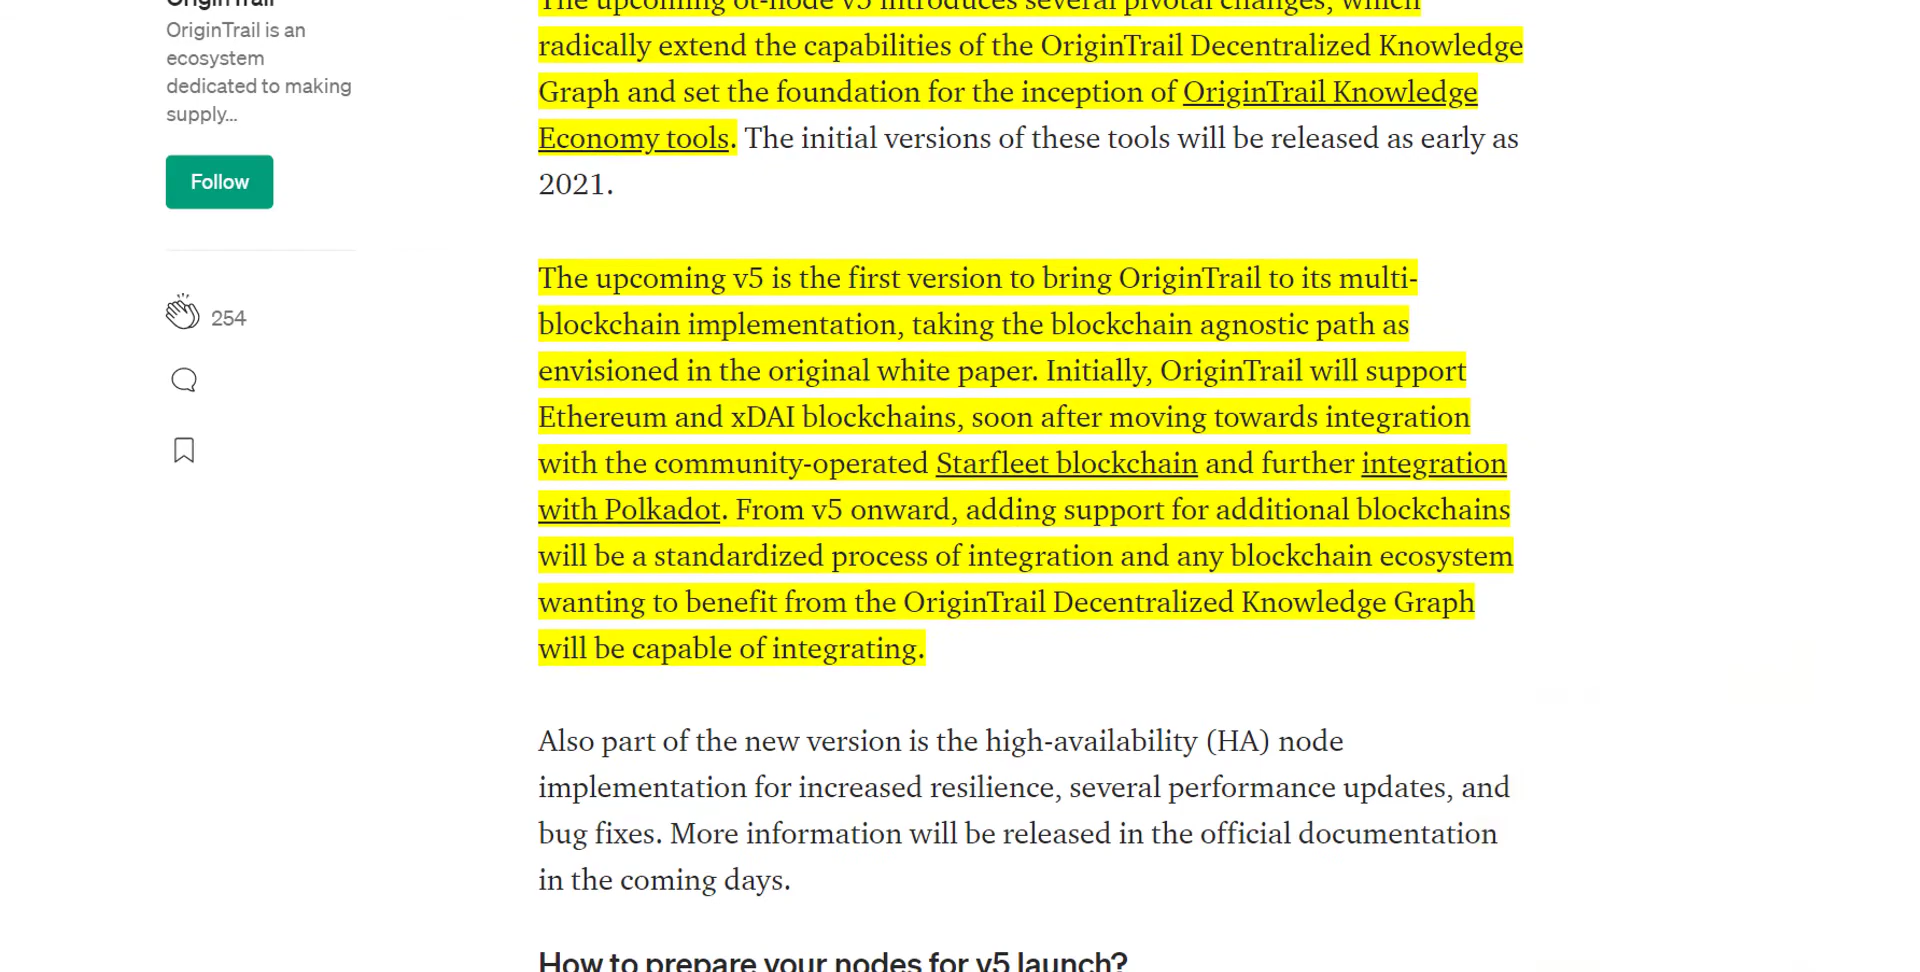 OriginTrail
OriginTrail is an
ecosystem
dedicated to making
supply...
Follow
254
The upcoming ot-node v5 introduces several pivotal changes, which
radically extend the capabilities of the OriginTrail Decentralized Knowledge
Graph and set the foundation for the inception of OriginTrail Knowledge
Economy tools. The initial versions of these tools will be released as early as
2021.
The upcoming v5 is the first version to bring OriginTrail to its multi-
blockchain implementation, taking the blockchain agnostic path as
envisioned in the original white paper. Initially, OriginTrail will support
Ethereum and xDAI blockchains, soon after moving towards integration
with the community-operated Starfleet blockchain and further integration
with Polkadot. From v5 onward, adding support for additional blockchains
will be a standardized process of integration and any blockchain ecosystem
wanting to benefit from the OriginTrail Decentralized Knowledge Graph
will be capable of integrating.
Also part of the new version is the high-availability (HA) node
implementation for increased resilience, several performance updates, and
bug fixes. More information will be released in the official documentation
in the coming days.
How to prepare your nodes for v5 launch?